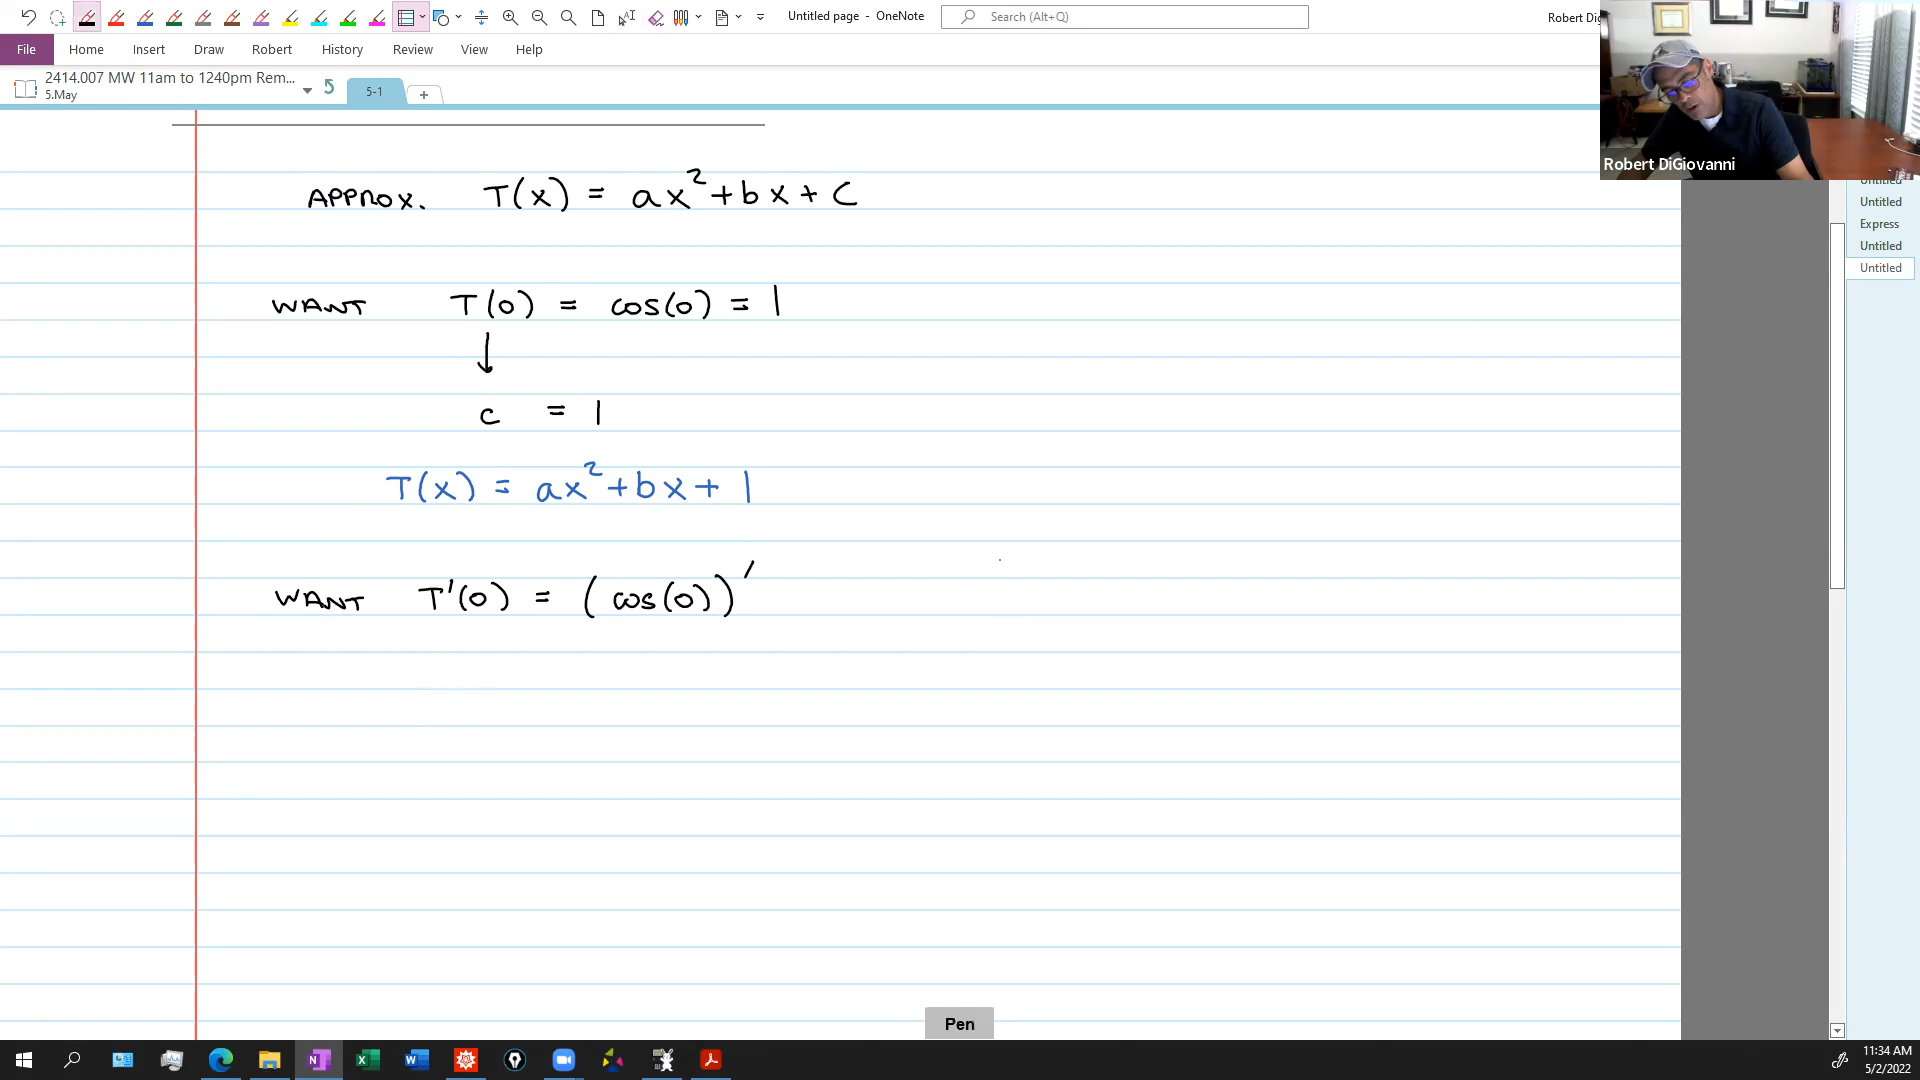 Untitled page - OneNote
Search (Alt+Q)
File Home Insert Draw Robert History Review View Help
2414.007 MW 11am to 1240pm Rem...
5.May
5-1
Robert DiGiovanni
Untitled
Express
Untitled
Untitled
APPROX. T(x) = ax²+bx+c
WANT T(0) = cos(0) = 1
↓
c = 1
T(x) = ax²+bx+1
WANT T'(0) = (cos(0))'
Pen
11:34 AM
5/2/2022